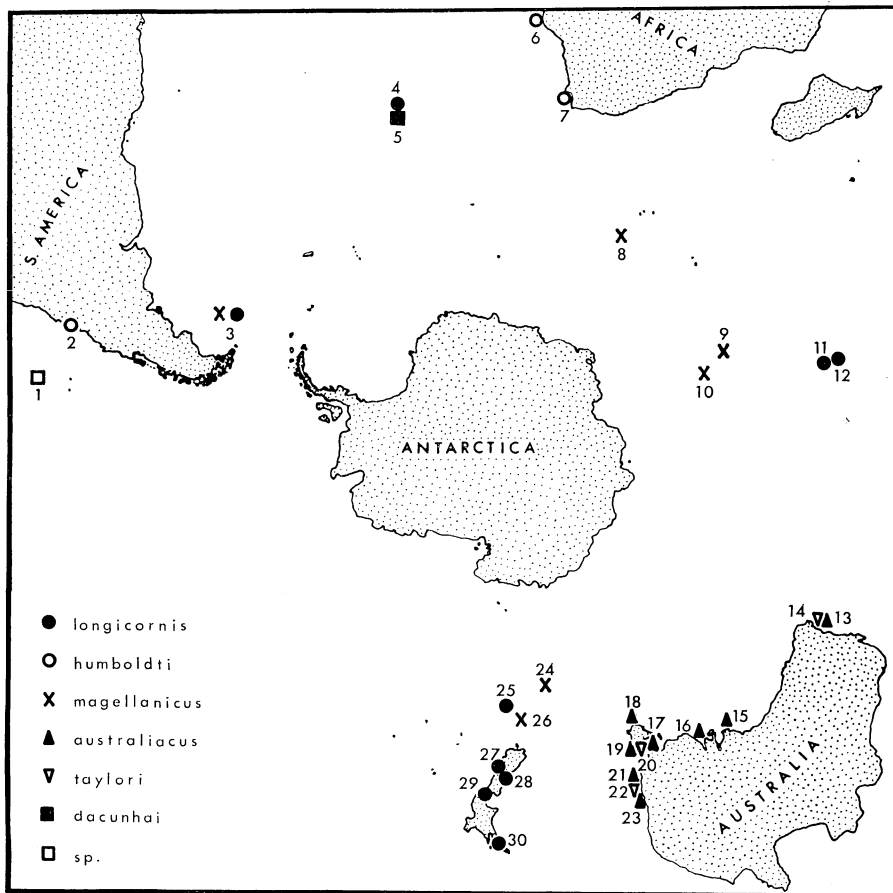 AFRICA
6
4
5
7
S. AMERICA
8
3
2
9
11
12
1
10
ANTARCTICA
14
13
longicornis
humboldti
24
magellanicus
25
26
18
17
16
15
australiacus
19
20
27
taylori
28
21
29
22
AUSTRALIA
23
dacunhai
30
sp.